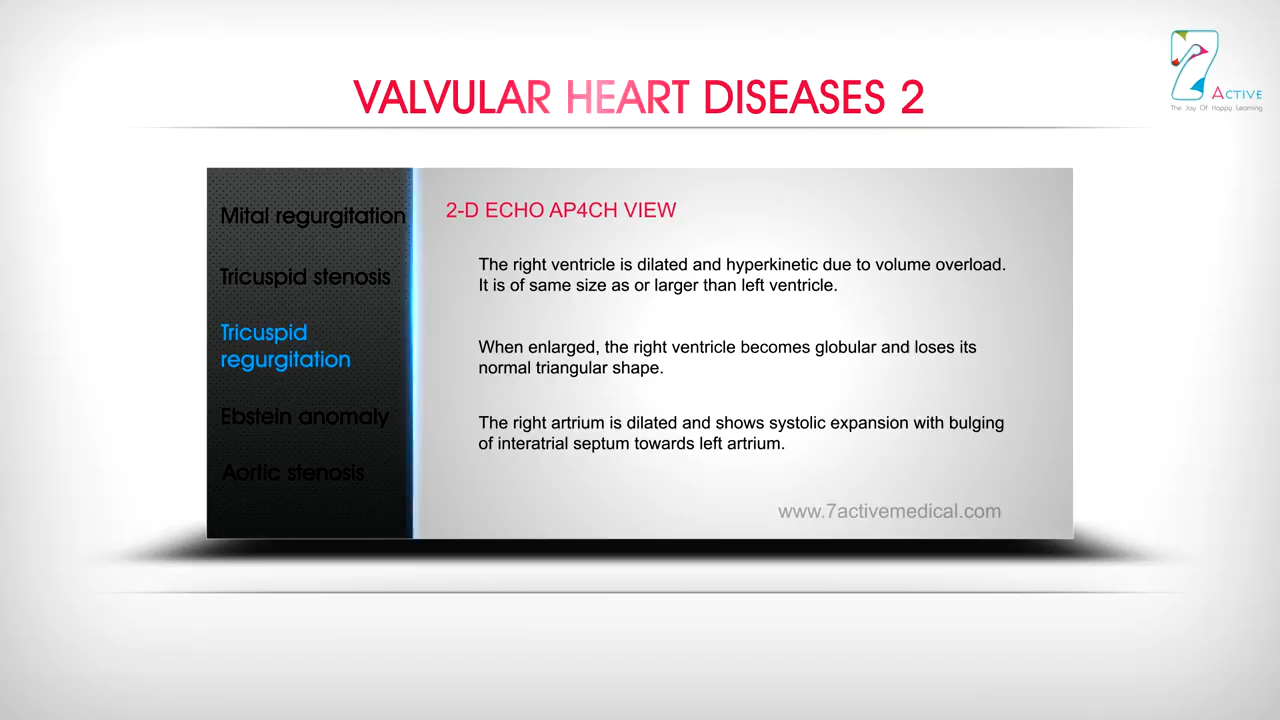 VALVULAR HEART DISEASES 2
7 ACTIVE
The Joy Of Happy Learning
Mital regurgitation
Tricuspid stenosis
Tricuspid
regurgitation
Ebstein anomaly
Aortic stenosis
2-D ECHO AP4CH VIEW
The right ventricle is dilated and hyperkinetic due to volume overload.
It is of same size as or larger than left ventricle.
When enlarged, the right ventricle becomes globular and loses its
normal triangular shape.
The right artrium is dilated and shows systolic expansion with bulging
of interatrial septum towards left artrium.
www.7activemedical.com